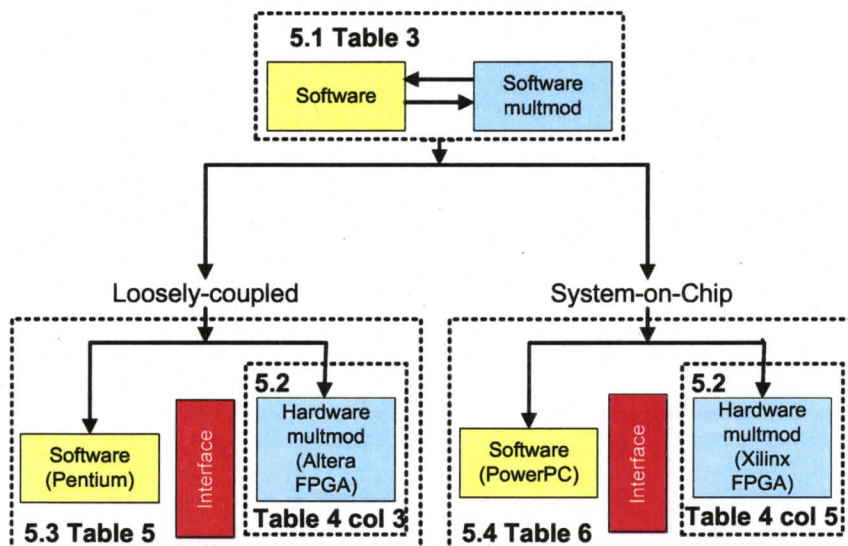 5.1 Table 3
Software
Software
multmod
Loosely-coupled
System-on-Chip
5.2
Hardware
multmod
(Altera
FPGA)
Interface
Software
(Pentium)
Table 4 col 3
5.3 Table 5
5.2
Hardware
multmod
(Xilinx
FPGA)
Interface
Software
(PowerPC)
Table 4 col 5
5.4 Table 6